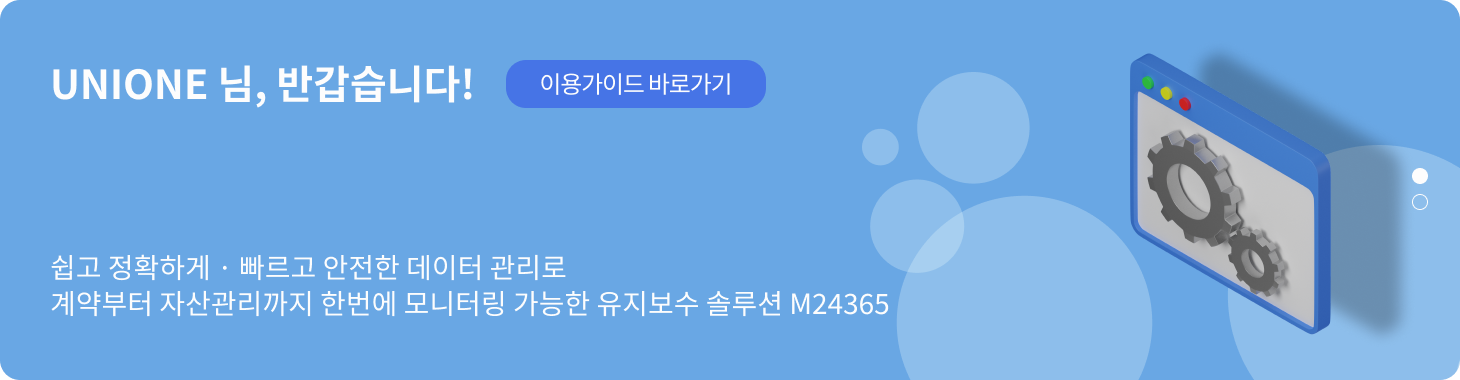 UNIONE 님, 반갑습니다!
이용가이드 바로가기
쉽고 정확하게 · 빠르고 안전한 데이터 관리로
계약부터 자산관리까지 한번에 모니터링 가능한 유지보수 솔루션 M24365